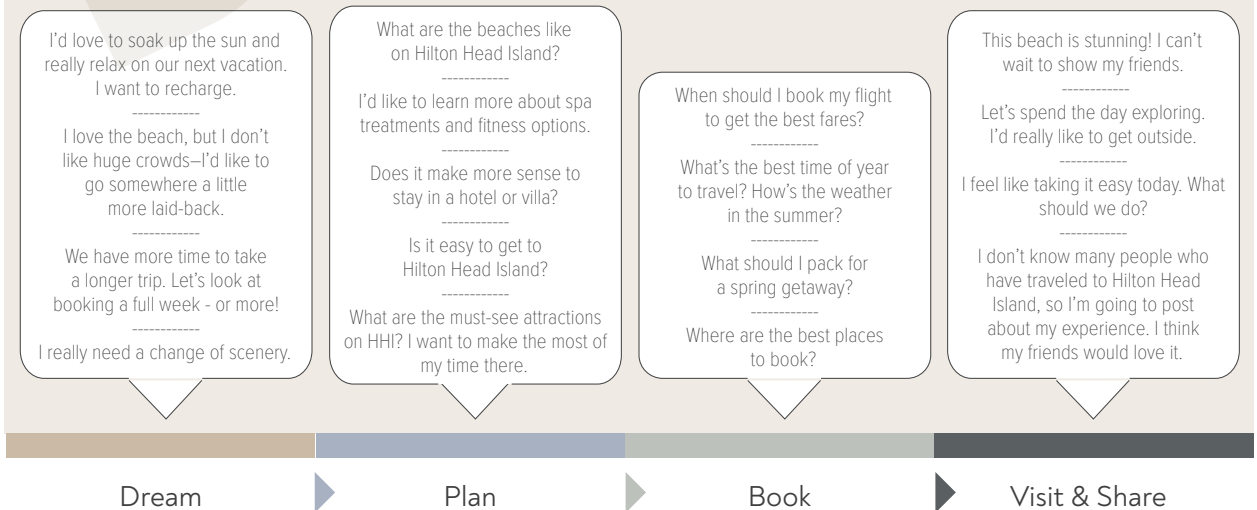 I'd love to soak up the sun and
really relax on our next vacation.
I want to recharge.
------------
I love the beach, but I don't
like huge crowds—I'd like to
go somewhere a little
more laid-back.
------------
We have more time to take
a longer trip. Let's look at
booking a full week - or more!
------------
I really need a change of scenery.
What are the beaches like
on Hilton Head Island?
------------
I'd like to learn more about spa
treatments and fitness options.
------------
Does it make more sense to
stay in a hotel or villa?
------------
Is it easy to get to
Hilton Head Island?
------------
What are the must-see attractions
on HHI? I want to make the most of
my time there.
When should I book my flight
to get the best fares?
------------
What's the best time of year
to travel? How's the weather
in the summer?
------------
What should I pack for
a spring getaway?
------------
Where are the best places
to book?
This beach is stunning! I can't
wait to show my friends.
------------
Let's spend the day exploring.
I'd really like to get outside.
------------
I feel like taking it easy today. What
should we do?
------------
I don't know many people who
have traveled to Hilton Head
Island, so I'm going to post
about my experience. I think
my friends would love it.
Dream
Plan
Book
Visit & Share